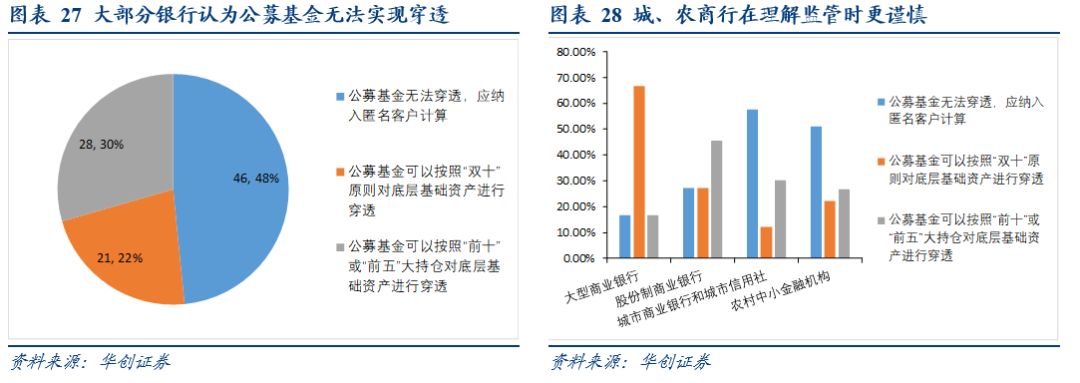 图表 27 大部分银行认为公募基金无法实现穿透
46, 48%
21, 22%
28, 30%
公募基金无法穿透，应纳
入匿名客户计算
公募基金可以按照“双十”
原则对底层基础资产进行
穿透
公募基金可以按照“前十”
或“前五”大持仓对底层基
础资产进行穿透
资料来源：华创证券
图表 28 城、农商行在理解监管时更谨慎
80.00%
70.00%
60.00%
50.00%
40.00%
30.00%
20.00%
10.00%
0.00%
大型商业银行
股份制商业银行
城市商业银行和城市信用社
农村中小金融机构
公募基金无法穿透，应纳入
匿名客户计算
公募基金可以按照“双十”原
则对底层基础资产进行穿透
公募基金可以按照“前十”或
“前五”大持仓对底层基础资
产进行穿透
资料来源：华创证券